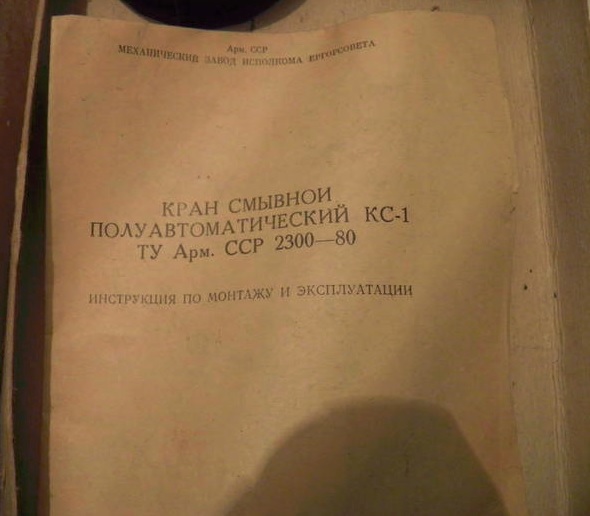 Арм. ССР
МЕХАНИЧЕСКИЙ ЗАВОД ИСПОЛКОМА ЕРГОРСОВЕТА
КРАН СМЫВНОИ
ПОЛУАВТОМАТИЧЕСКИЙ КС-1
ТУ Арм. ССР 2300—80
ИНСТРУКЦИЯ ПО МОНТАЖУ И ЭКСПЛУАТАЦИИ